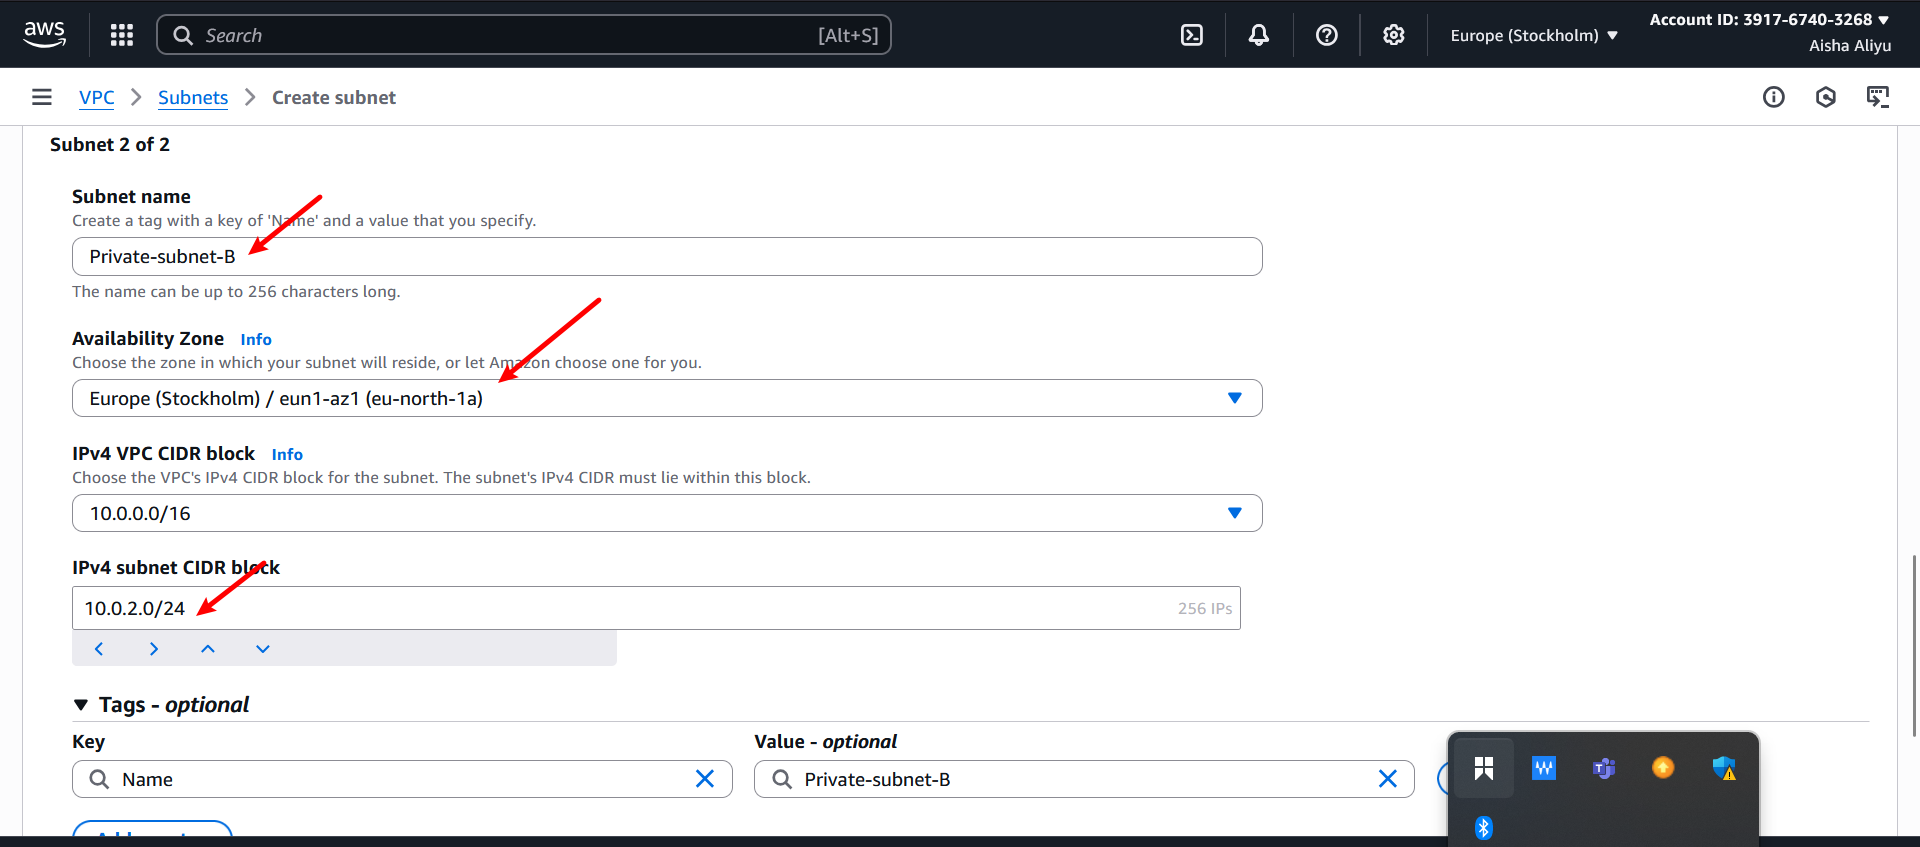 aws
Search [Alt+S]
Europe (Stockholm)
Account ID: 3917-6740-3268
Aisha Aliyu
VPC
Subnets
Create subnet
Subnet 2 of 2
Subnet name
Create a tag with a key of 'Name' and a value that you specify.
Private-subnet-B
The name can be up to 256 characters long.
Availability Zone Info
Choose the zone in which your subnet will reside, or let Amazon choose one for you.
Europe (Stockholm) / eun1-az1 (eu-north-1a)
IPv4 VPC CIDR block Info
Choose the VPC's IPv4 CIDR block for the subnet. The subnet's IPv4 CIDR must lie within this block.
10.0.0.0/16
IPv4 subnet CIDR block
10.0.2.0/24 256 IPs
Tags - optional
Key Value - optional
Name Private-subnet-B